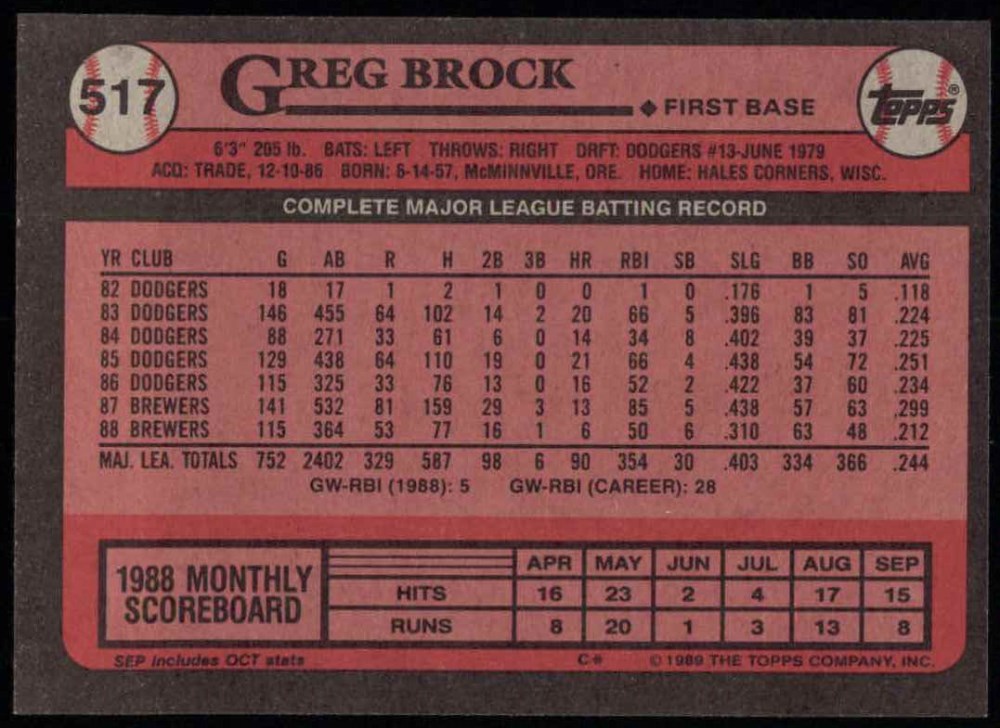 517
GREG BROCK
◆ FIRST BASE
TOPPS®
6'3" 205 lb. BATS: LEFT THROWS: RIGHT DRFT: DODGERS #13-JUNE 1979
ACQ: TRADE, 12-10-86 BORN: 6-14-57, McMINNVILLE, ORE. HOME: HALES CORNERS, WISC.
COMPLETE MAJOR LEAGUE BATTING RECORD
YR CLUB G AB R H 2B 3B HR RBI SB SLG BB SO AVG
82 DODGERS 18 17 1 2 1 0 0 1 0 .176 1 5 .118
83 DODGERS 146 455 64 102 14 2 20 66 5 .396 83 81 .224
84 DODGERS 88 271 33 61 6 0 14 34 8 .402 39 37 .225
85 DODGERS 129 438 64 110 19 0 21 66 4 .438 54 72 .251
86 DODGERS 115 325 33 76 13 0 16 52 2 .422 37 60 .234
87 BREWERS 141 532 81 159 29 3 13 85 5 .438 57 63 .299
88 BREWERS 115 364 53 77 16 1 6 50 6 .310 63 48 .212
MAJ. LEA. TOTALS 752 2402 329 587 98 6 90 354 30 .403 334 366 .244
GW-RBI (1988): 5 GW-RBI (CAREER): 28
1988 MONTHLY
SCOREBOARD
APR MAY JUN JUL AUG SEP
HITS 16 23 2 4 17 15
RUNS 8 20 1 3 13 8
SEP includes OCT stats C* © 1989 THE TOPPS COMPANY, INC.